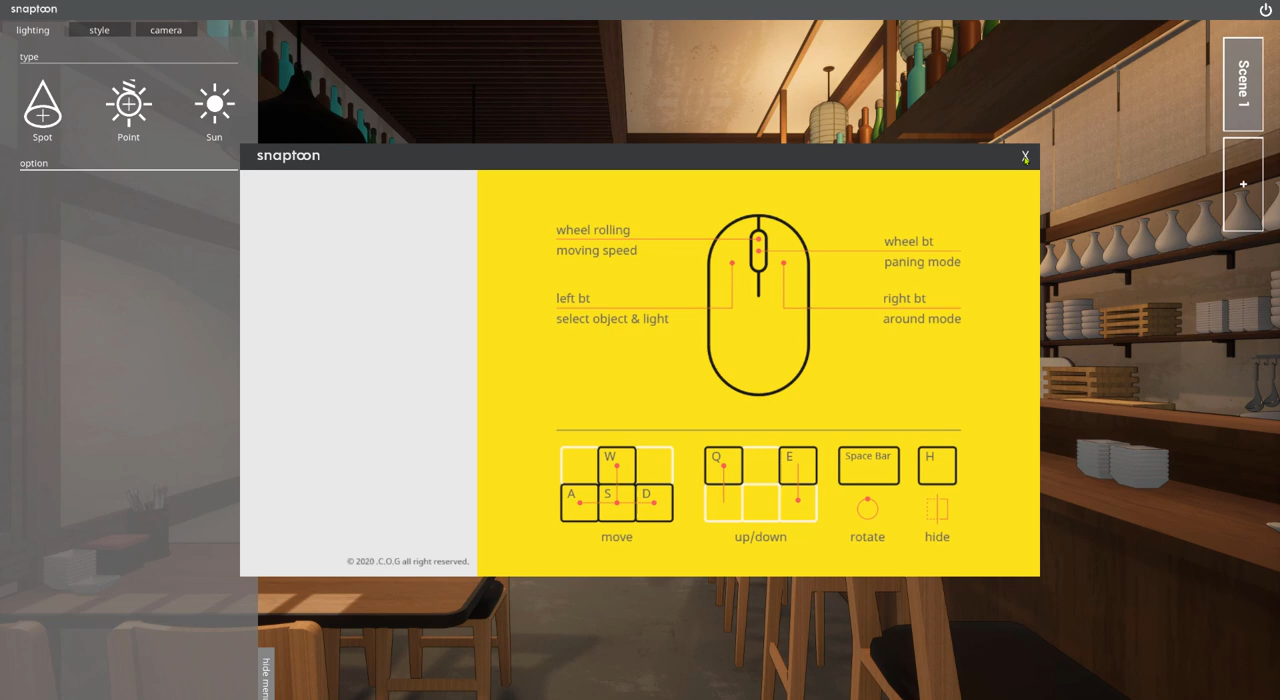 snaptoon
lighting
style
camera
type
Spot
Point
Sun
option
Scene 1
+
snaptoon
X
wheel rolling
moving speed
wheel bt
paning mode
left bt
select object & light
right bt
around mode
W
A S D
move
Q E
up/down
Space Bar
rotate
H
hide
© 2020 .C.O.G all right reserved.
hide menu